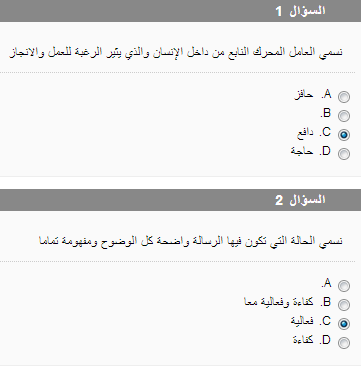 السؤال 1
نسمي العامل المحرك النابع من داخل الإنسان والذي يثير الرغبة للعمل والانجاز
A. حافز
B.
C. دافع
D. حاجة
السؤال 2
نسمي الحالة التي تكون فيها الرسالة واضحة كل الوضوح ومفهومة تماما
A.
B. كفاءة وفعالية معا
C. فعالية
D. كفاءة